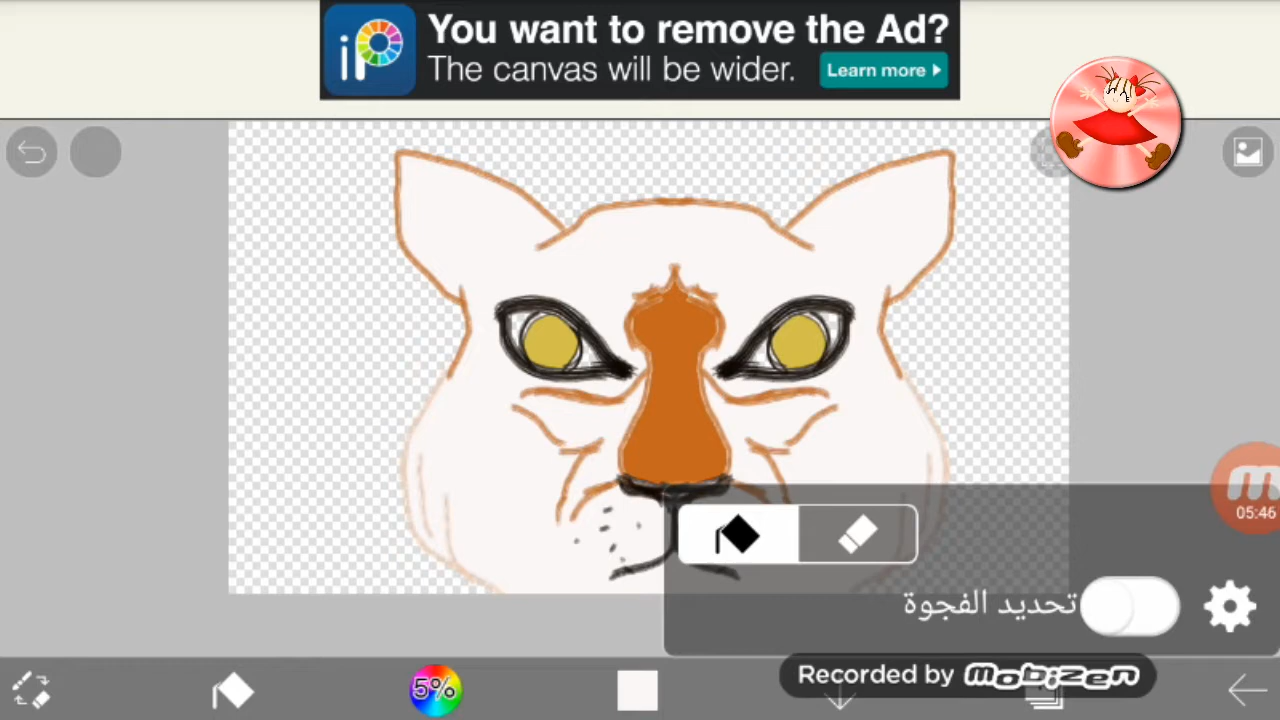 iP
You want to remove the Ad?
The canvas will be wider.
Learn more
05:46
تحديد الفجوة
5%
Recorded by mobizen